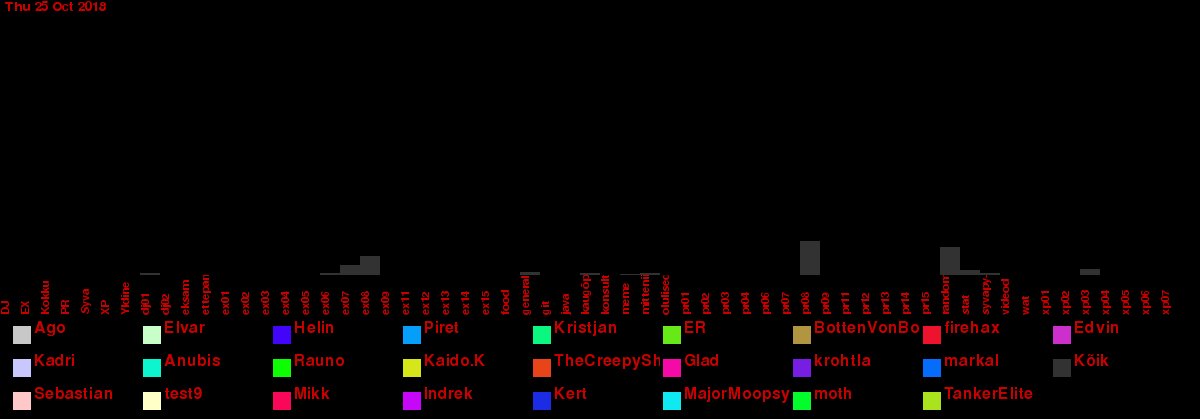 Thu 25 Oct 2018
DJ EX Kokku PR Syva XP Yldine dj01 dj02 eksam ettepan ex01 ex02 ex03 ex04 ex05 ex06 ex07 ex08 ex09 ex11 ex12 ex13 ex14 ex15 food general git java kaugõp konsult meme mittenii olulisec pr01 pr02 pr03 pr04 pr06 pr07 pr08 pr09 pr11 pr12 pr13 pr14 pr15 random stat syvapy- videod wat xp01 xp02 xp03 xp04 xp05 xp06 xp07
Ago Elvar Helin Piret Kristjan ER BottenVonBo firehax Edvin
Kadri Anubis Rauno Kaido.K TheCreepySh Glad krohtla markal Kõik
Sebastian test9 Mikk Indrek Kert MajorMoopsy moth TankerElite